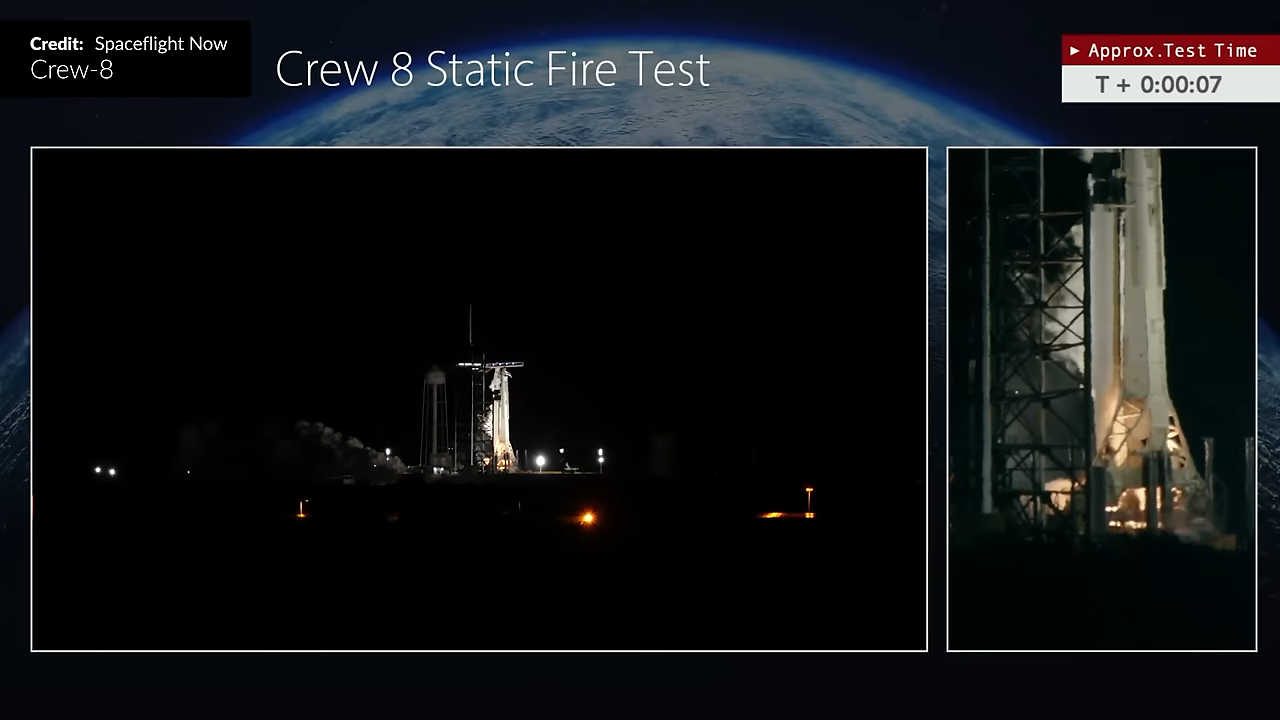 Credit: Spaceflight Now
Crew-8
Crew 8 Static Fire Test
▶ Approx.Test Time
T + 0:00:07